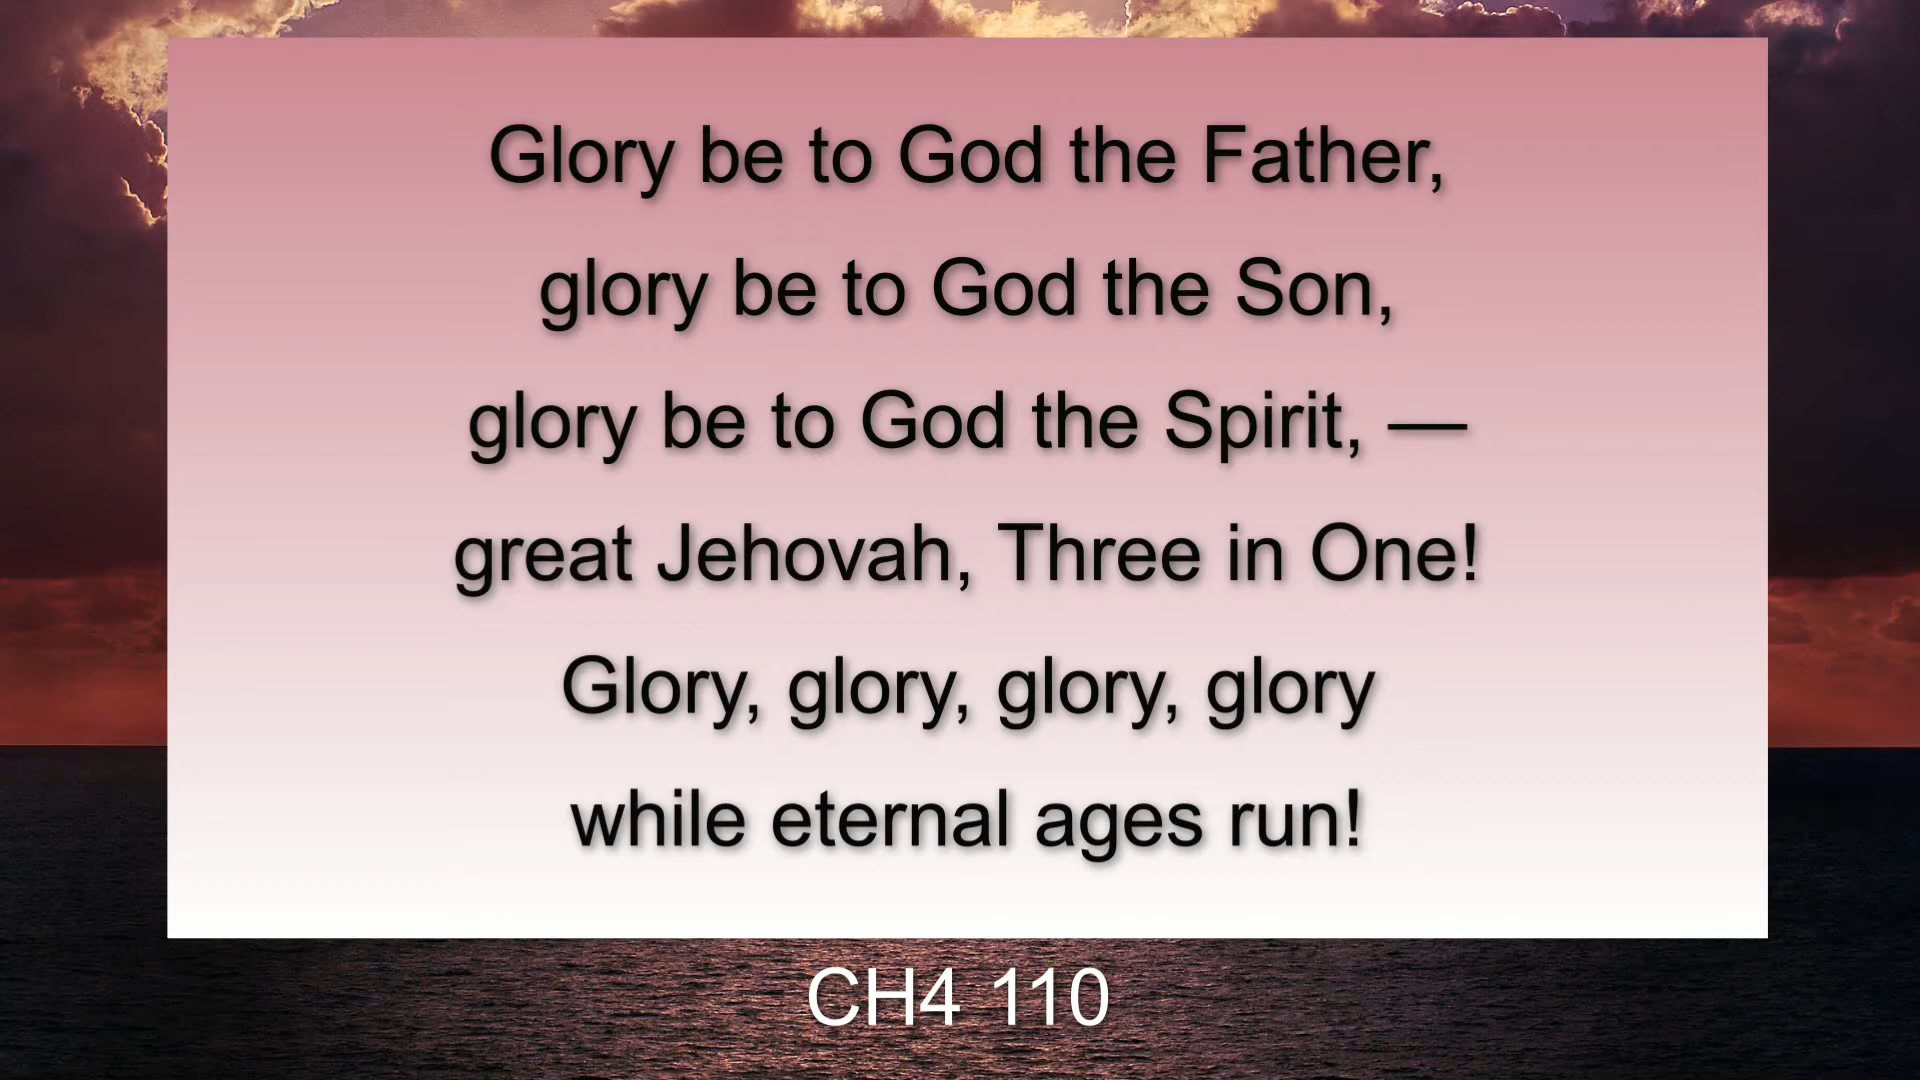 Glory be to God the Father,
glory be to God the Son,
glory be to God the Spirit, —
great Jehovah, Three in One!
Glory, glory, glory, glory
while eternal ages run!
CH4 110